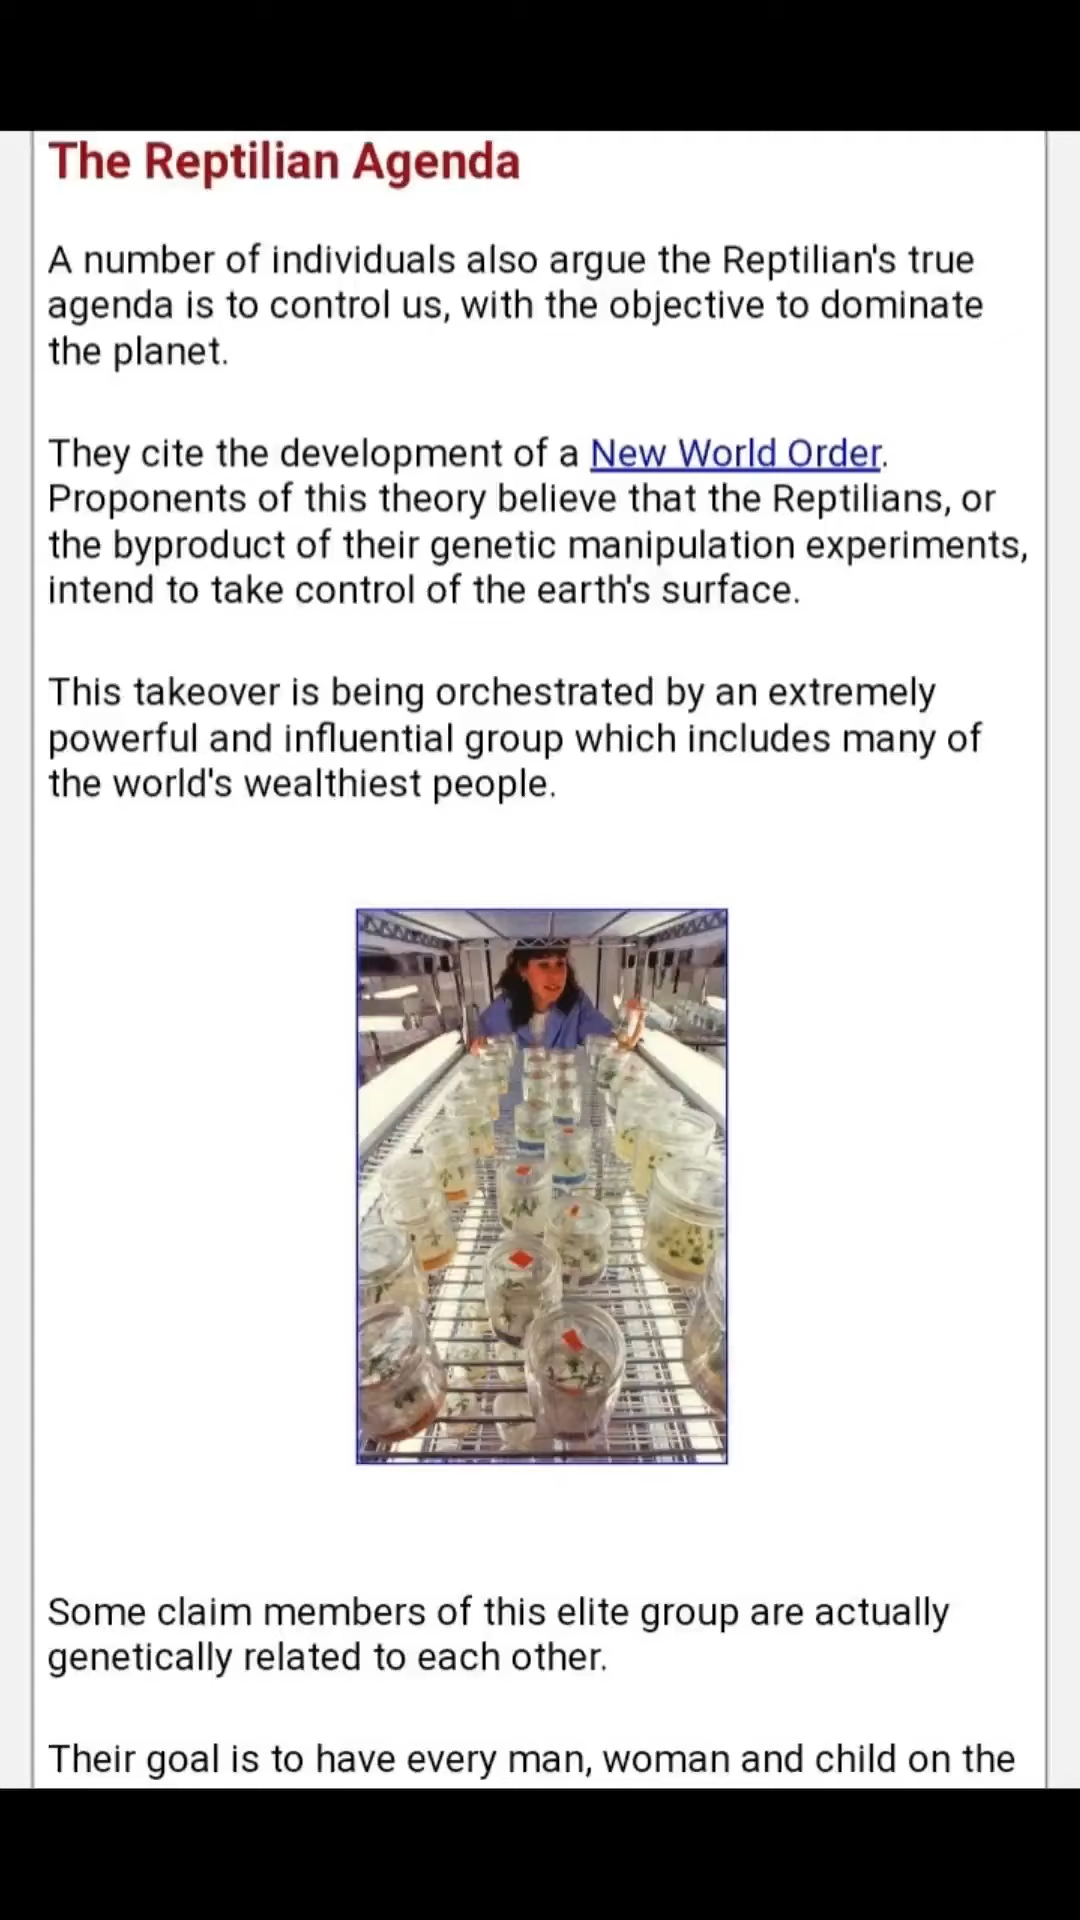 The Reptilian Agenda
A number of individuals also argue the Reptilian's true
agenda is to control us, with the objective to dominate
the planet.
They cite the development of a New World Order.
Proponents of this theory believe that the Reptilians, or
the byproduct of their genetic manipulation experiments,
intend to take control of the earth's surface.
This takeover is being orchestrated by an extremely
powerful and influential group which includes many of
the world's wealthiest people.
Some claim members of this elite group are actually
genetically related to each other.
Their goal is to have every man, woman and child on the